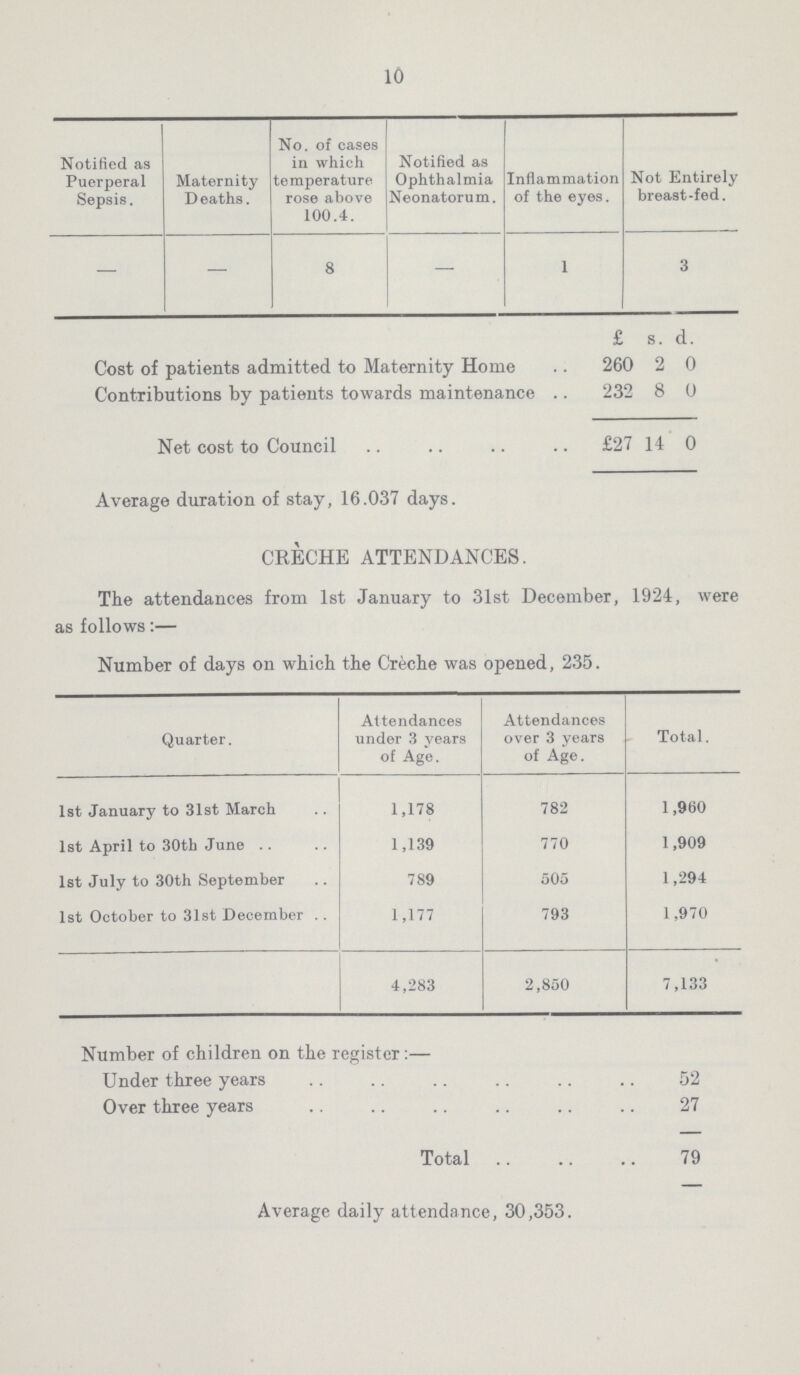 10
Notified as Puerperal Sepsis. | Maternity Deaths. | No. of cases in which temperature rose above 100.4. | Notified as Ophthalmia Neonatorum. | Inflammation of the eyes. | Not Entirely breast-fed.
— | — | 8 | — | 1 | 3
£ s. d.
Cost of patients admitted to Maternity Home .. 260 2 0
Contributions by patients towards maintenance .. 232 8 0
Net cost to Council .. .. .. .. £27 14 0
Average duration of stay, 16.037 days.
CRÈCHE ATTENDANCES.
The attendances from 1st January to 31st December, 1924, were
as follows:—
Number of days on which the Crèche was opened, 235.
Quarter. | Attendances under 3 years of Age. | Attendances over 3 years of Age. | Total.
1st January to 31st March .. | 1,178 | 782 | 1,960
1st April to 30th June .. .. | 1,139 | 770 | 1,909
1st July to 30th September .. | 789 | 505 | 1,294
1st October to 31st December .. | 1,177 | 793 | 1,970
4,283 | 2,850 | 7,133
Number of children on the register:—
Under three years .. .. .. .. .. .. 52
Over three years .. .. .. .. .. .. 27
—
Total .. .. .. 79
—
Average daily attendance, 30,353.